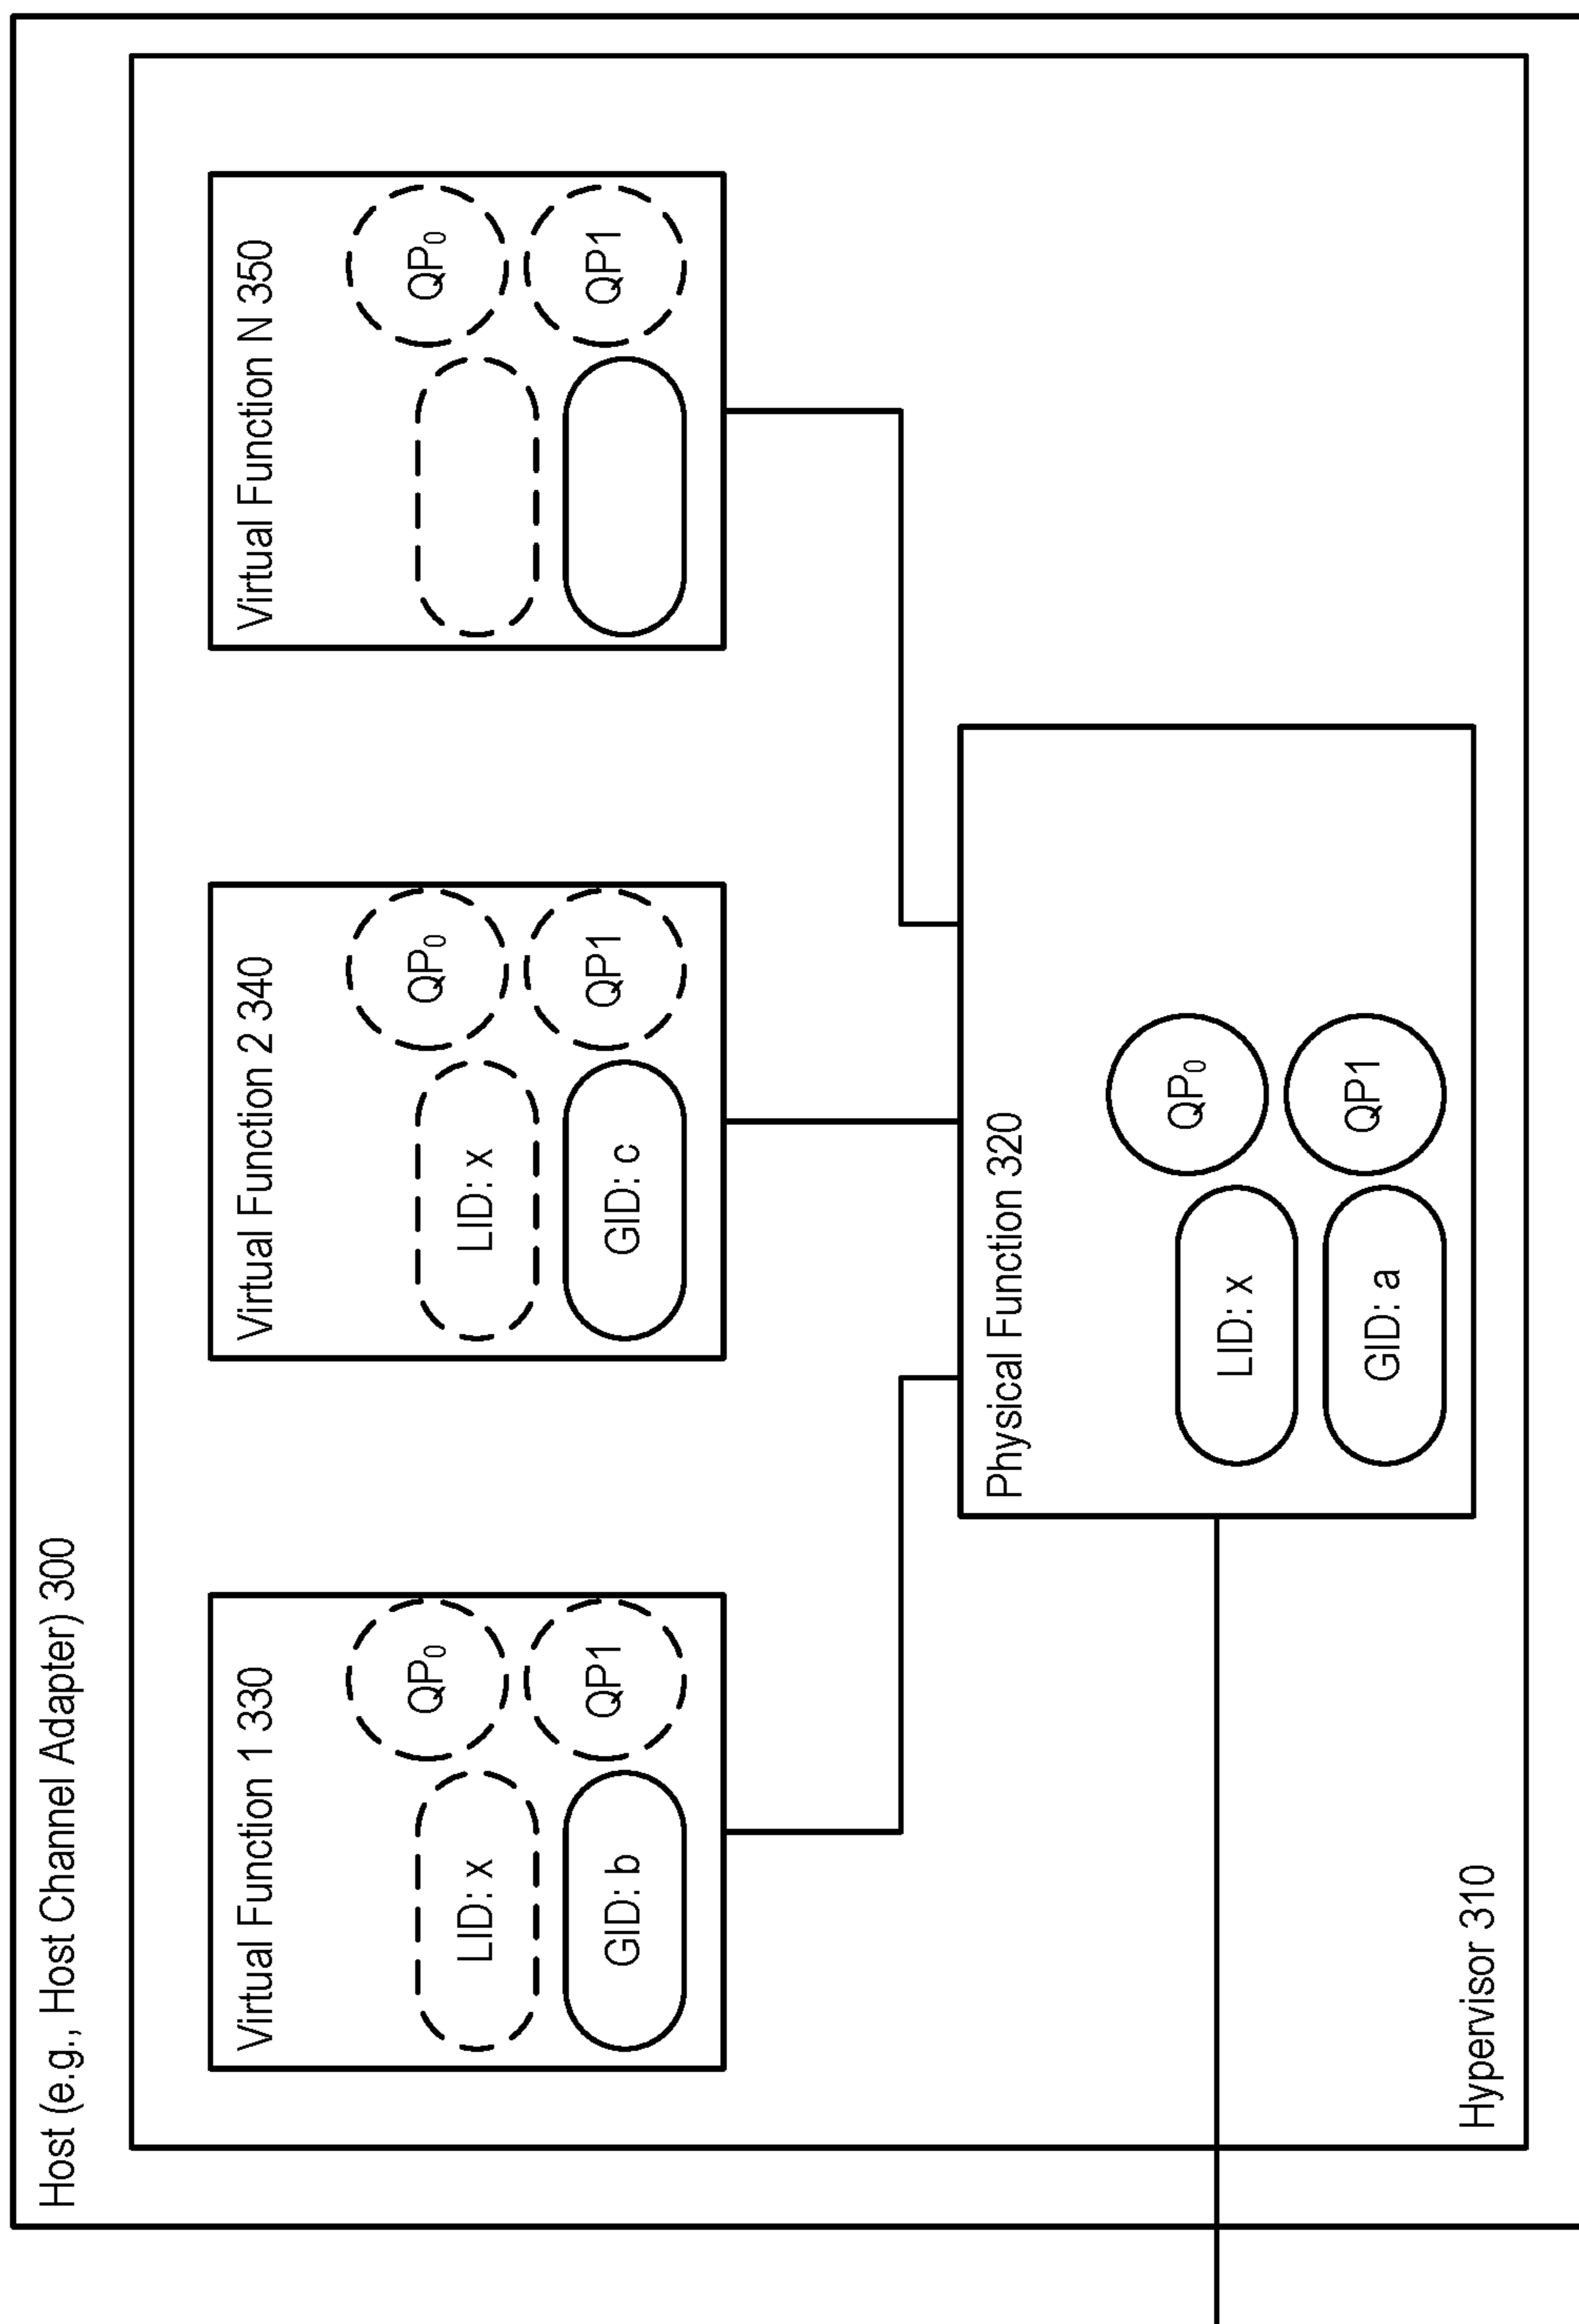 Host (e.g., Host Channel Adapter) 300
Virtual Function 1 330
QP0
LID: x
QP1
GID: b
Virtual Function 2 340
QP0
LID: x
QP1
GID: c
Virtual Function N 350
QP0
QP1
Physical Function 320
QP0
LID: x
QP1
GID: a
Hypervisor 310